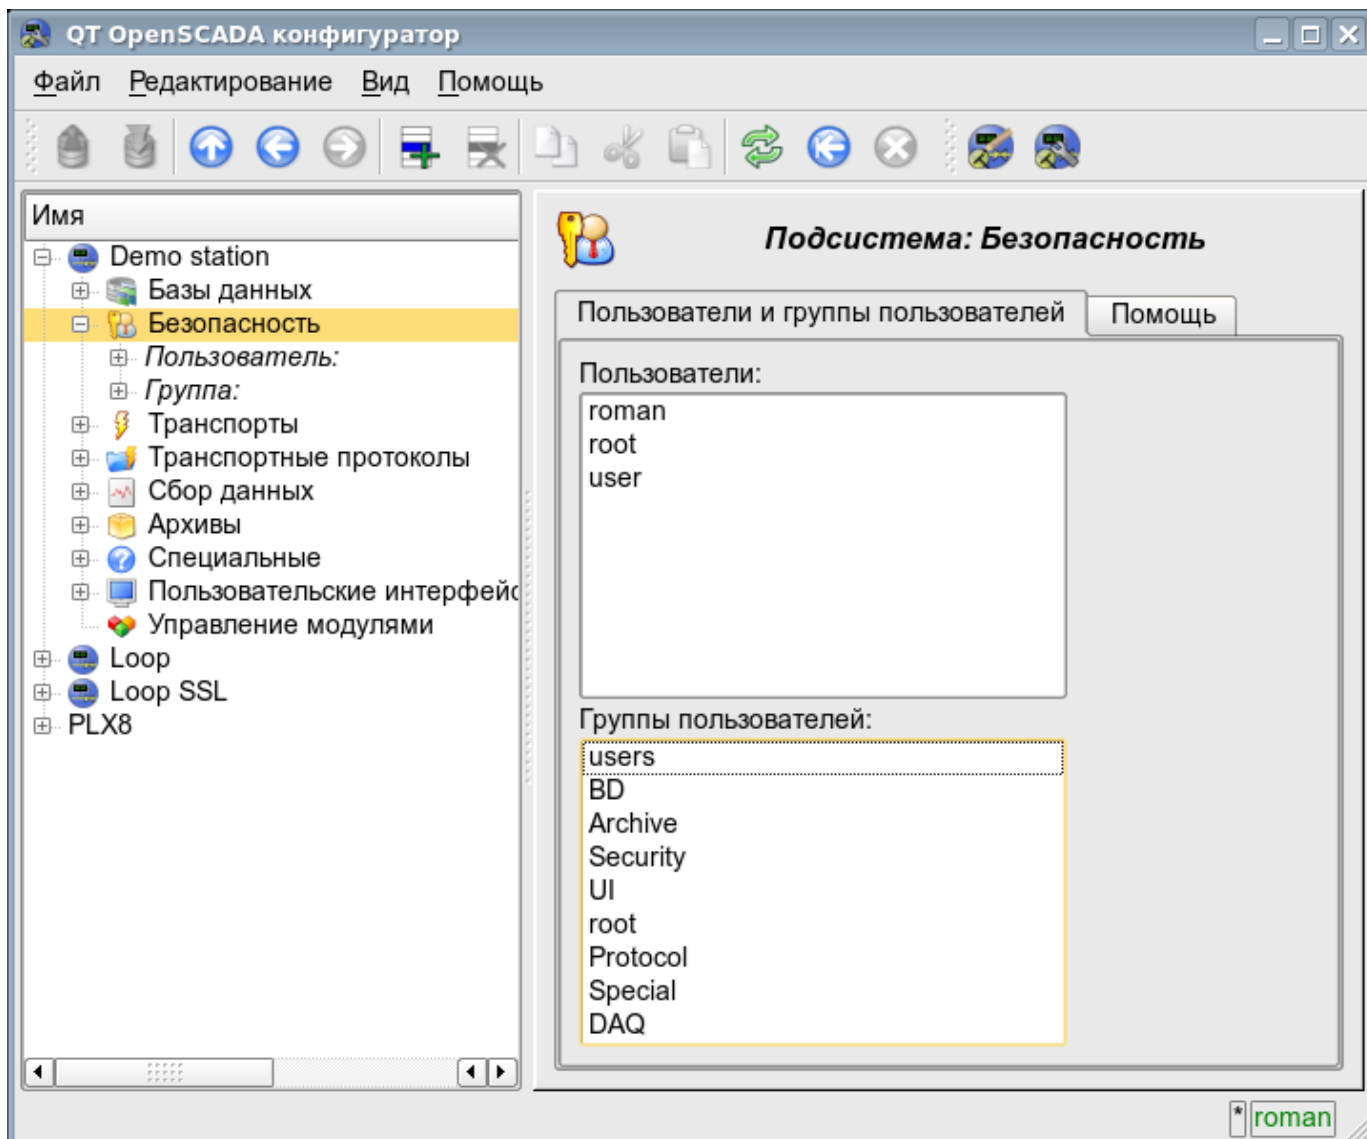 QT OpenSCADA конфигуратор
Файл Редактирование Вид Помощь
Имя
Demo station
Базы данных
Безопасность
Пользователь:
Группа:
Транспорты
Транспортные протоколы
Сбор данных
Архивы
Специальные
Пользовательские интерфейс
Управление модулями
Loop
Loop SSL
PLX8
Подсистема: Безопасность
Пользователи и группы пользователей Помощь
Пользователи:
roman
root
user
Группы пользователей:
users
BD
Archive
Security
UI
root
Protocol
Special
DAQ
* roman